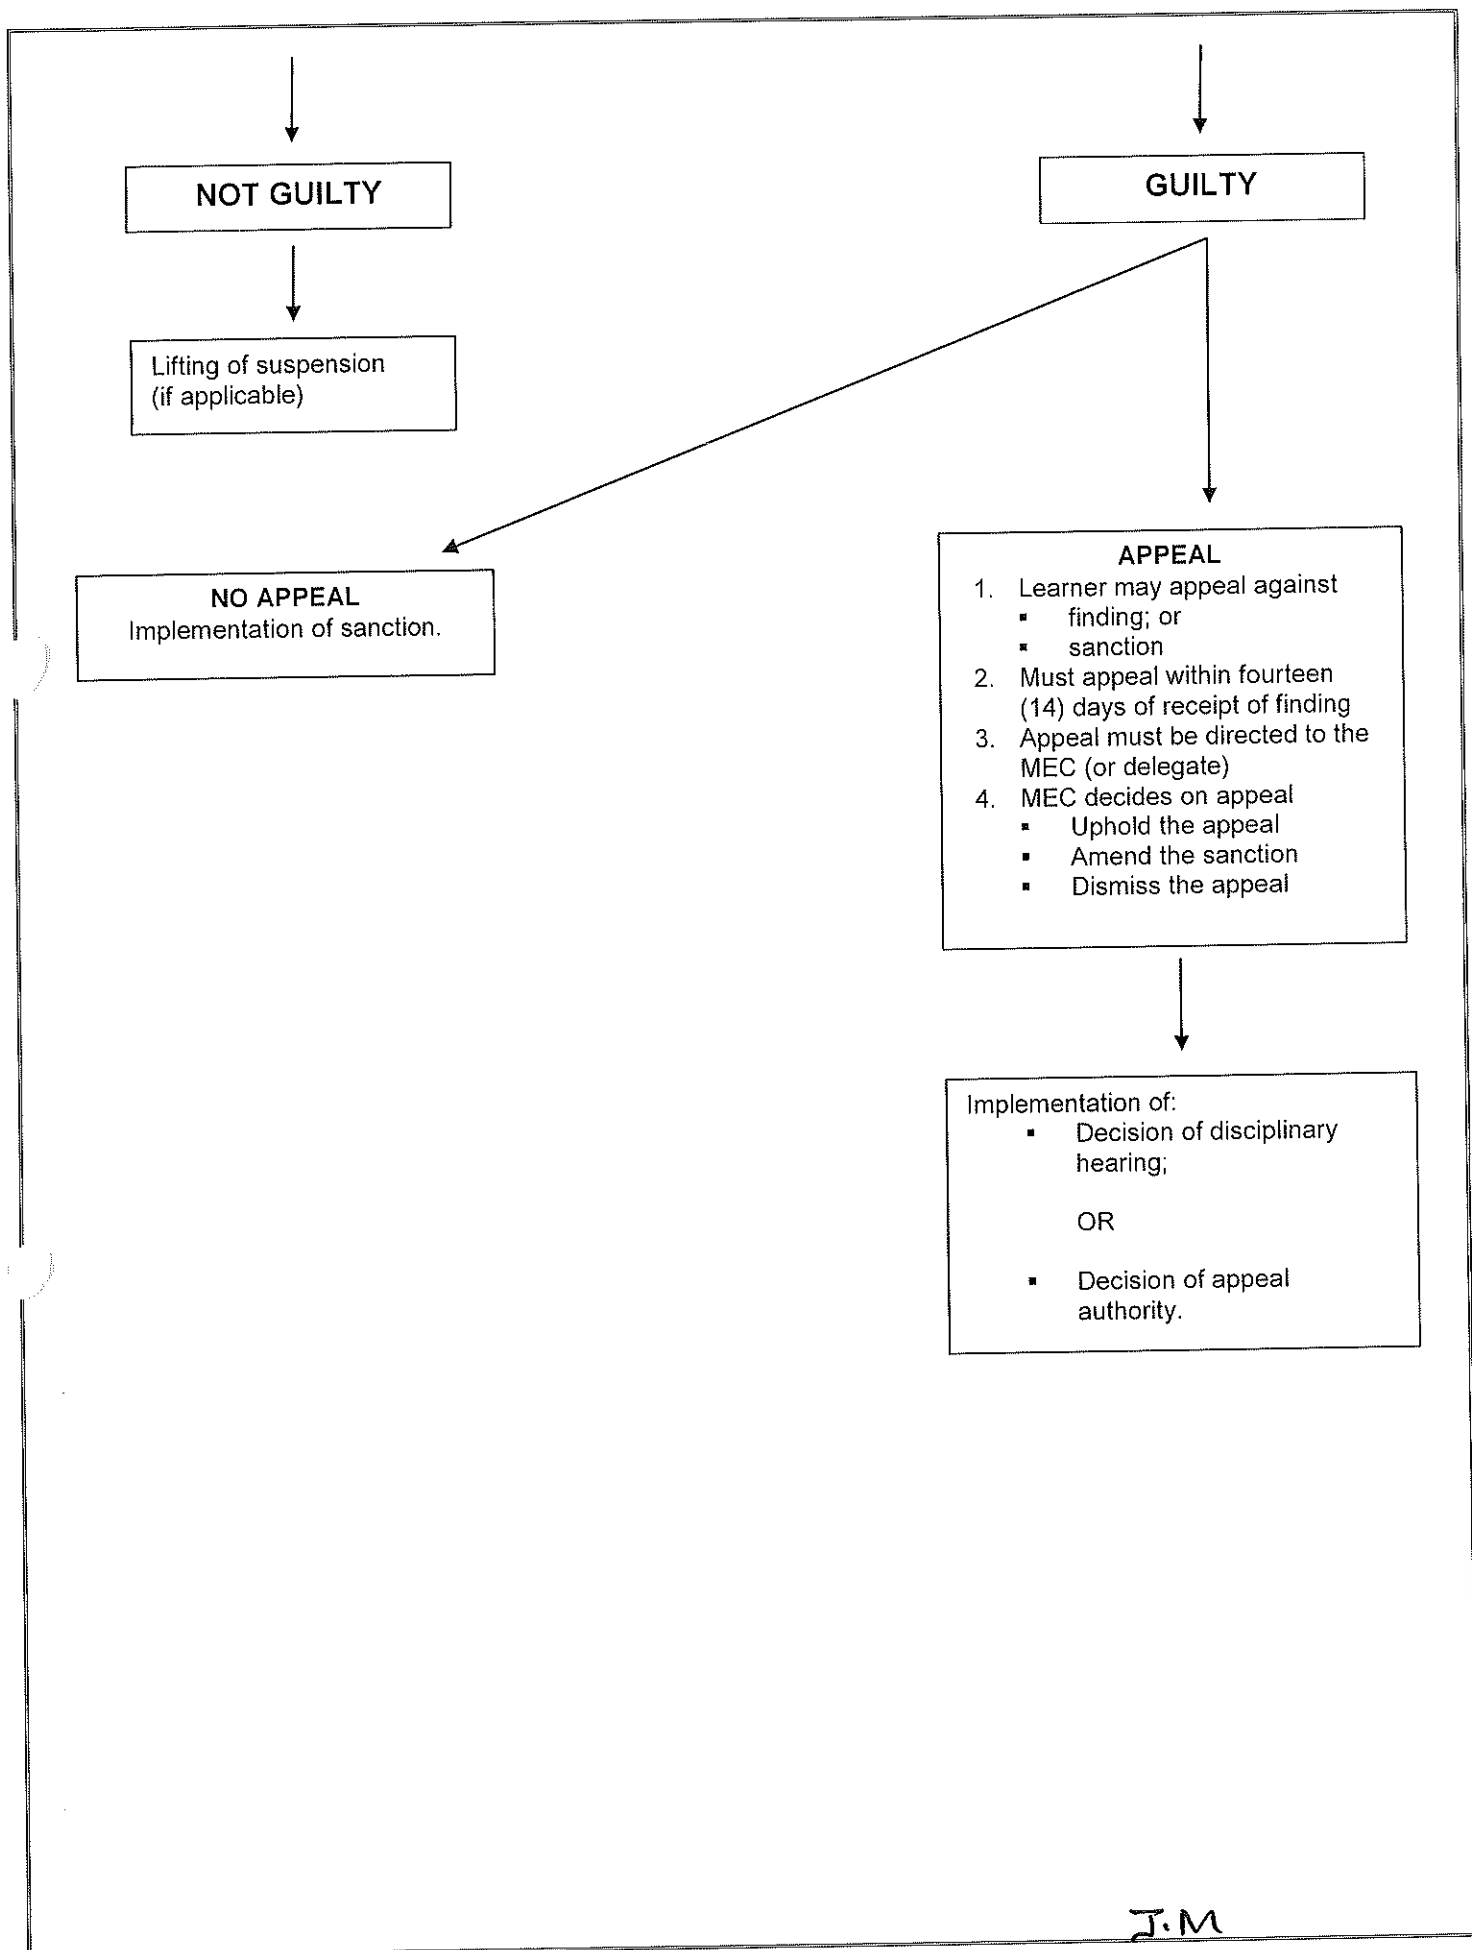 NOT GUILTY
GUILTY
Lifting of suspension
(if applicable)
NO APPEAL
Implementation of sanction.
APPEAL
1. Learner may appeal against
▪ finding; or
▪ sanction
2. Must appeal within fourteen
(14) days of receipt of finding
3. Appeal must be directed to the
MEC (or delegate)
4. MEC decides on appeal
▪ Uphold the appeal
▪ Amend the sanction
▪ Dismiss the appeal
Implementation of:
▪ Decision of disciplinary
hearing;
OR
▪ Decision of appeal
authority.
J.M